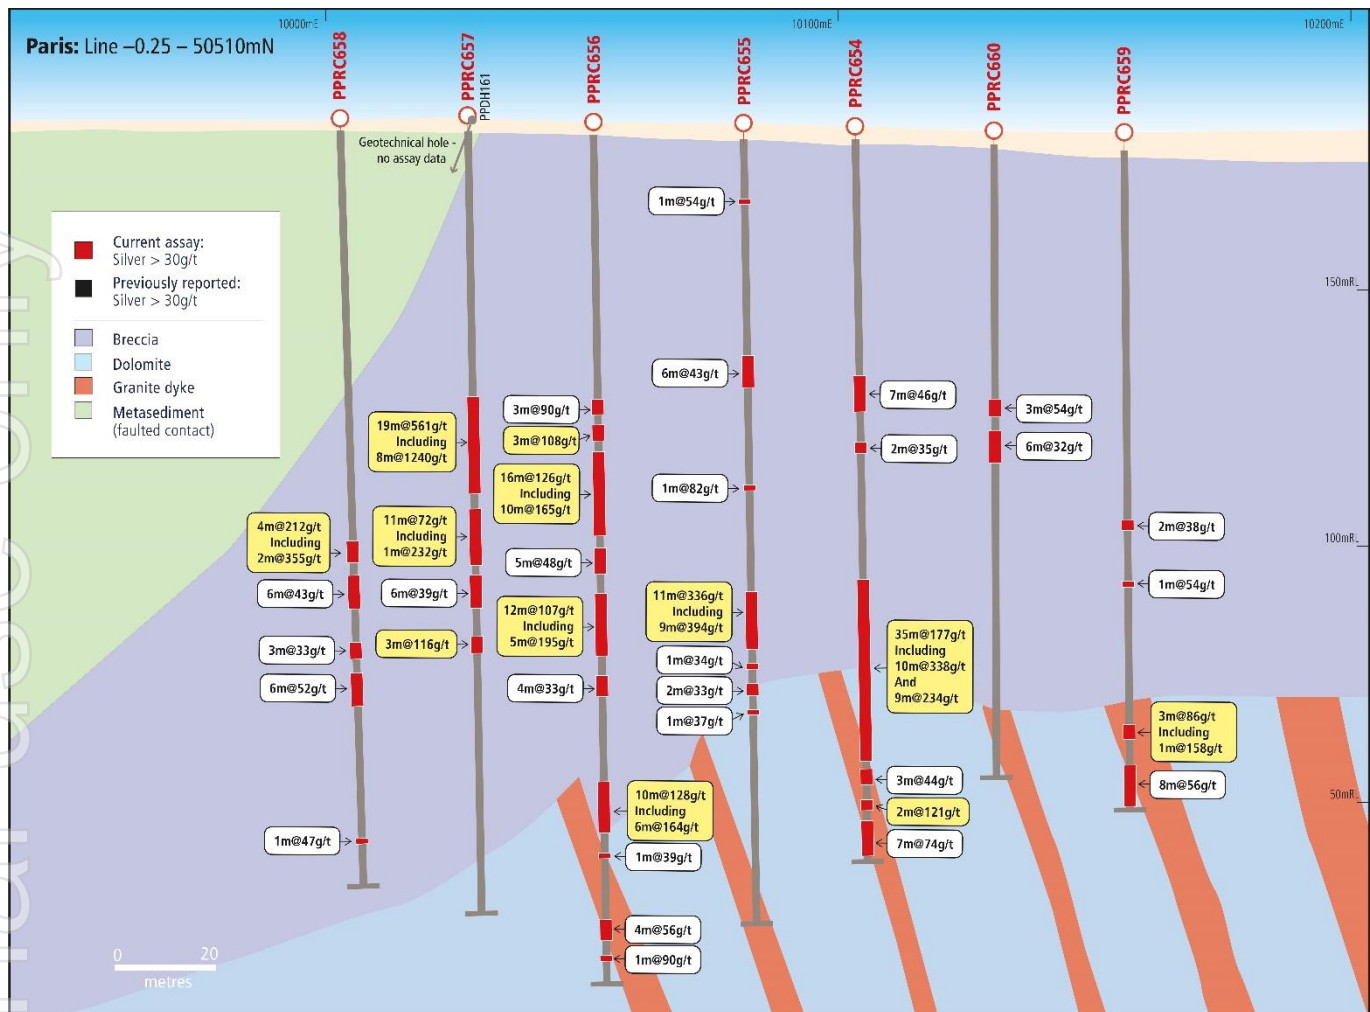 10000mE
10100mE
10200mE
Paris: Line –0.25 – 50510mN
PPRC658
PPRC657
PPDH161
PPRC656
PPRC655
PPRC654
PPRC660
PPRC659
Geotechnical hole -
no assay data
Current assay:
Silver > 30g/t
Previously reported:
Silver > 30g/t
Breccia
Dolomite
Granite dyke
Metasediment
(faulted contact)
150mRL
100mRL
50mRL
4m@212g/t
Including
2m@355g/t
6m@43g/t
3m@33g/t
6m@52g/t
1m@47g/t
19m@561g/t
Including
8m@1240g/t
11m@72g/t
Including
1m@232g/t
6m@39g/t
3m@116g/t
3m@90g/t
3m@108g/t
16m@126g/t
Including
10m@165g/t
5m@48g/t
12m@107g/t
Including
5m@195g/t
4m@33g/t
10m@128g/t
Including
6m@164g/t
1m@39g/t
4m@56g/t
1m@90g/t
1m@54g/t
6m@43g/t
1m@82g/t
11m@336g/t
Including
9m@394g/t
1m@34g/t
2m@33g/t
1m@37g/t
7m@46g/t
2m@35g/t
35m@177g/t
Including
10m@338g/t
And
9m@234g/t
3m@44g/t
2m@121g/t
7m@74g/t
3m@54g/t
6m@32g/t
2m@38g/t
1m@54g/t
3m@86g/t
Including
1m@158g/t
8m@56g/t
0 20
metres